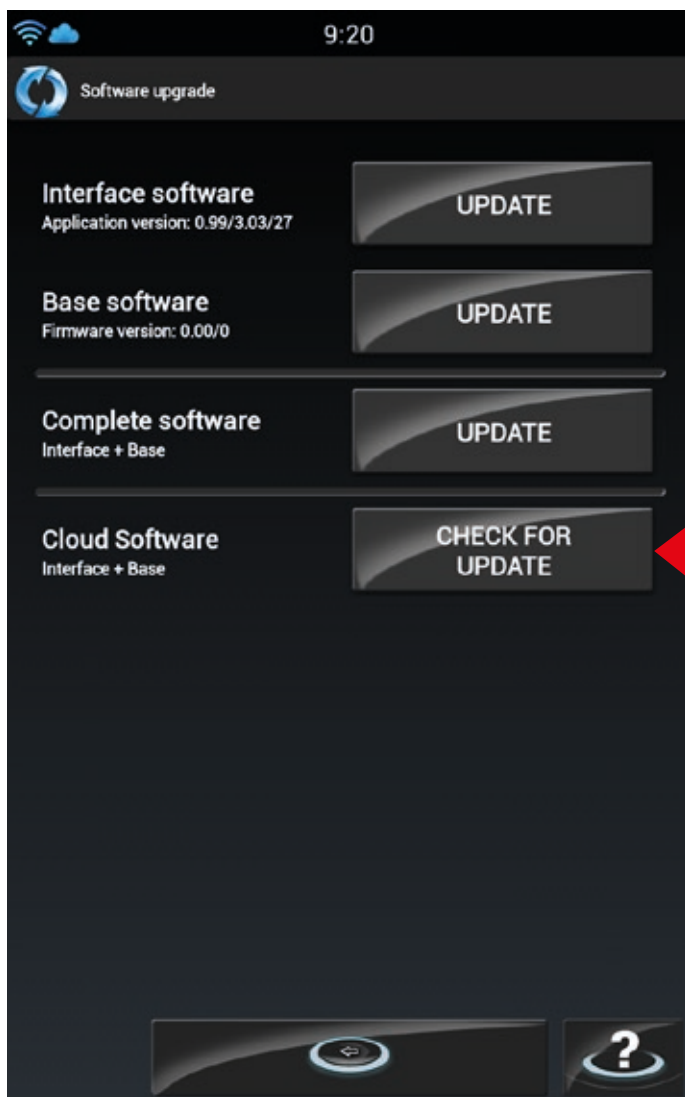 9:20
Software upgrade
Interface software
Application version: 0.99/3.03/27
UPDATE
Base software
Firmware version: 0.00/0
UPDATE
Complete software
Interface + Base
UPDATE
Cloud Software
Interface + Base
CHECK FOR
UPDATE
?